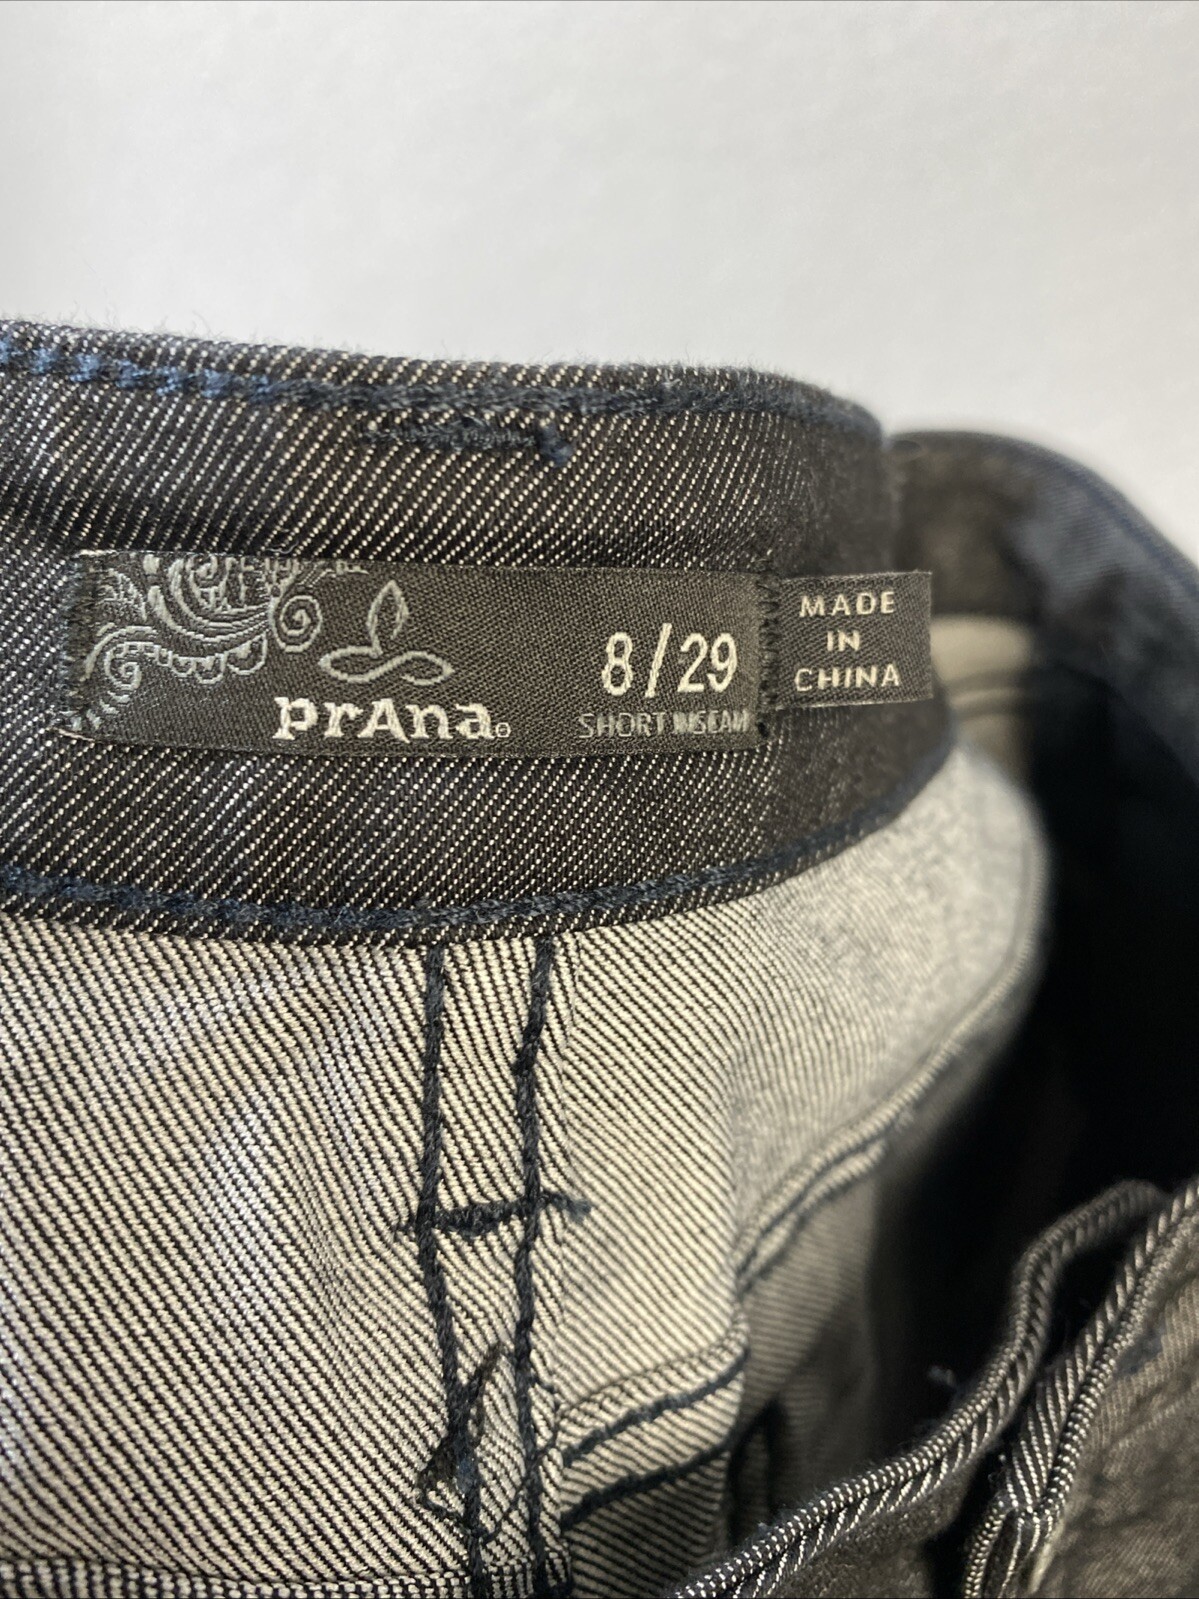 8/29
prAna®
SHORT INSEAM
MADE
IN
CHINA